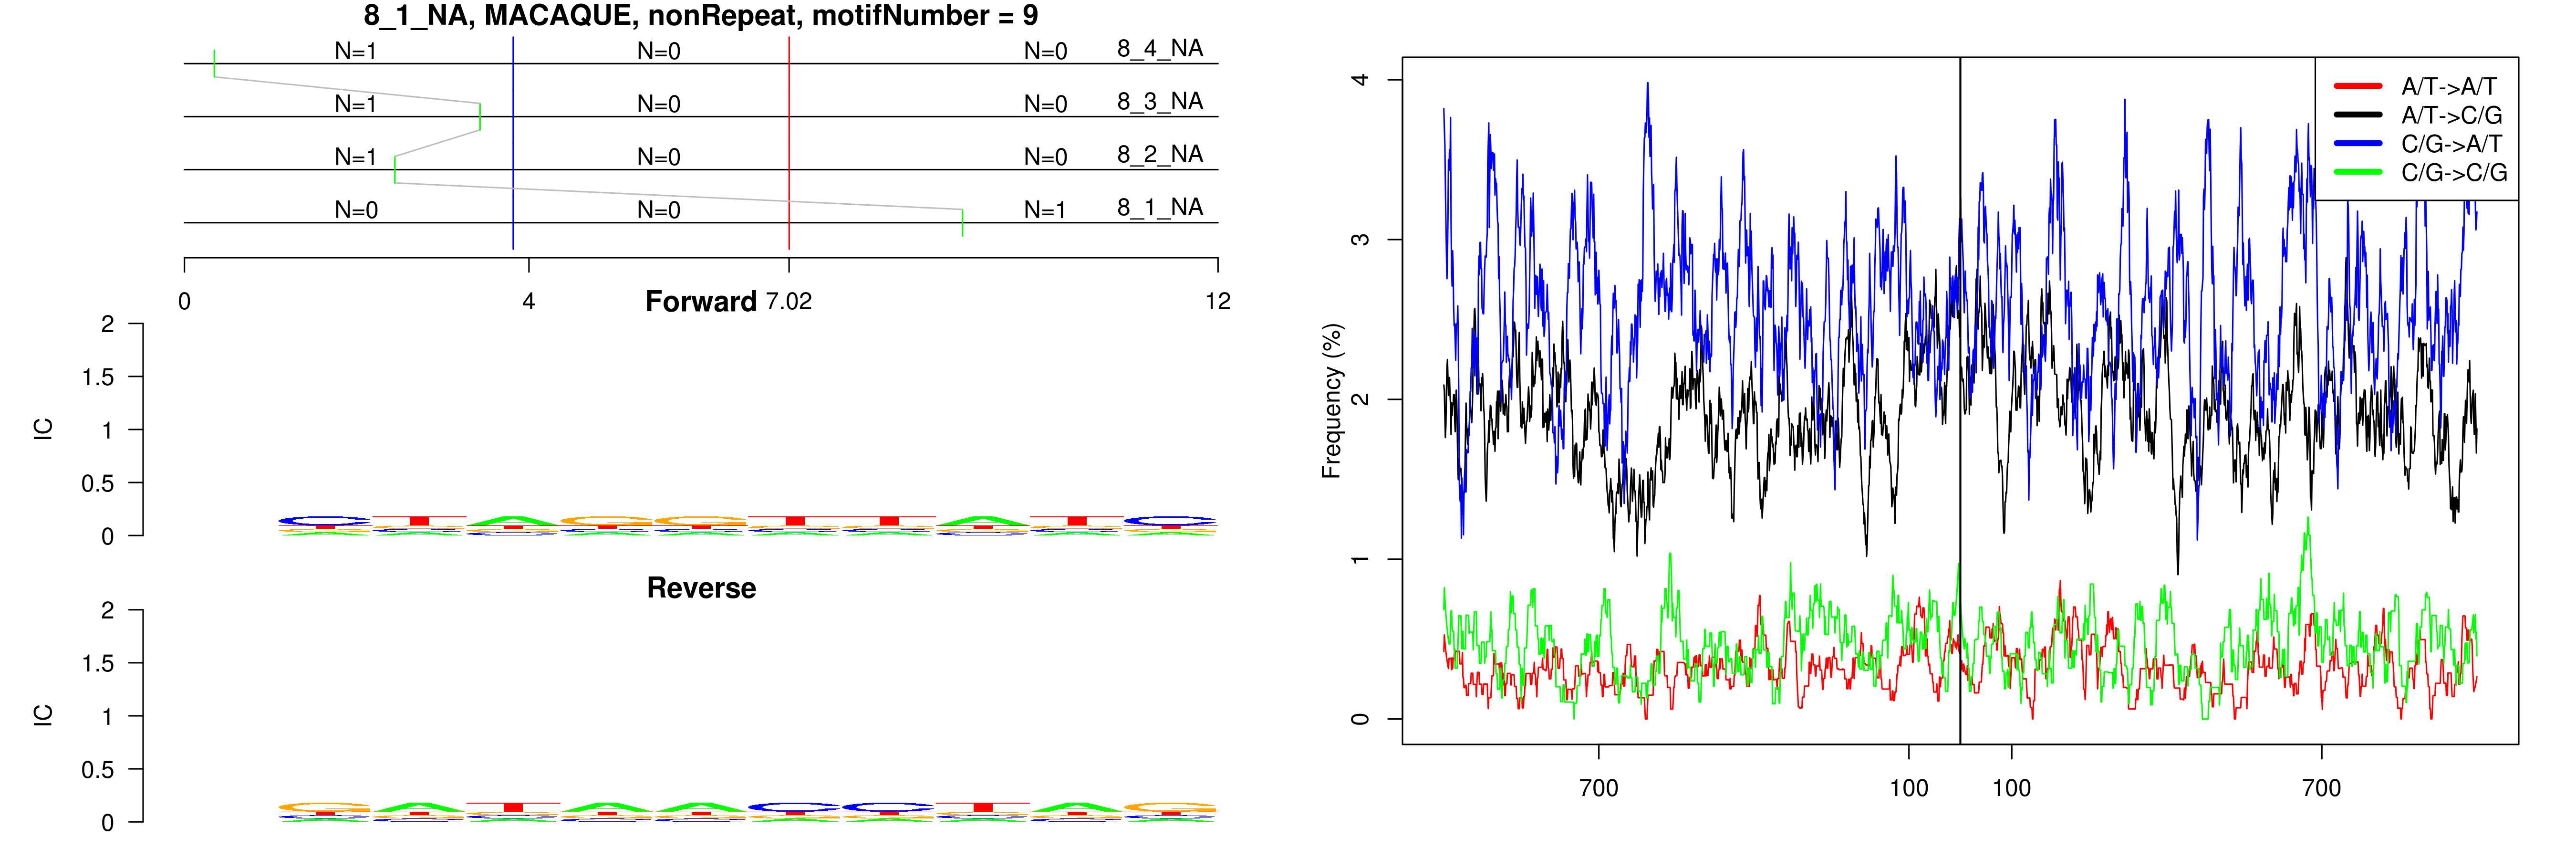 8_1_NA, MACAQUE, nonRepeat, motifNumber = 9
N=1 N=0 N=0 8_4_NA
N=1 N=0 N=0 8_3_NA
N=1 N=0 N=0 8_2_NA
N=0 N=0 N=1 8_1_NA
0 4 7.02 12
Forward
IC
2
1.5
1
0.5
0
CTAGGTTATC
Reverse
IC
2
1.5
1
0.5
0
GATAACCTAG
Frequency (%)
4
3
2
1
0
700 100 100 700
A/T->A/T
A/T->C/G
C/G->A/T
C/G->C/G